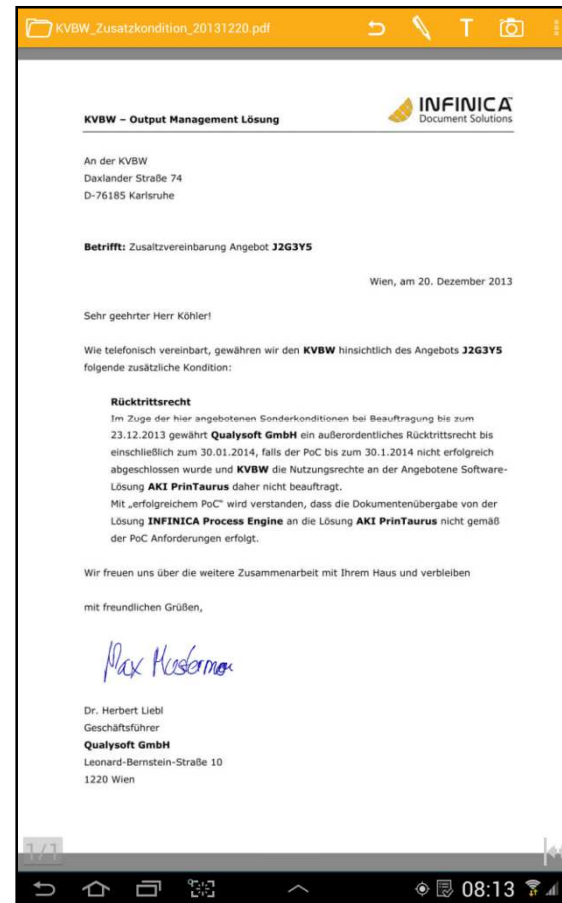 KVBW_Zusatzkondition_20131220.pdf
T
INFINICA
Document Solutions
KVBW – Output Management Lösung
An der KVBW
Daxlander Straße 74
D-76185 Karlsruhe
Betrifft: Zusaltzvereinbarung Angebot J2G3Y5
Wien, am 20. Dezember 2013
Sehr geehrter Herr Köhler!
Wie telefonisch vereinbart, gewähren wir den KVBW hinsichtlich des Angebots J2G3Y5
folgende zusätzliche Kondition:
Rücktrittsrecht
Im Zuge der hier angebotenen Sonderkonditionen bei Beauftragung bis zum
23.12.2013 gewährt Qualysoft GmbH ein außerordentliches Rücktrittsrecht bis
einschließlich zum 30.01.2014, falls der PoC bis zum 30.1.2014 nicht erfolgreich
abgeschlossen wurde und KVBW die Nutzungsrechte an der Angebotene Software-
Lösung AKI PrinTaurus daher nicht beauftragt.
Mit „erfolgreichem PoC“ wird verstanden, dass die Dokumentenübergabe von der
Lösung INFINICA Process Engine an die Lösung AKI PrinTaurus nicht gemäß
der PoC Anforderungen erfolgt.
Wir freuen uns über die weitere Zusammenarbeit mit Ihrem Haus und verbleiben
mit freundlichen Grüßen,
Max Musterman
Dr. Herbert Liebl
Geschäftsführer
Qualysoft GmbH
Leonard-Bernstein-Straße 10
1220 Wien
1/1
08:13